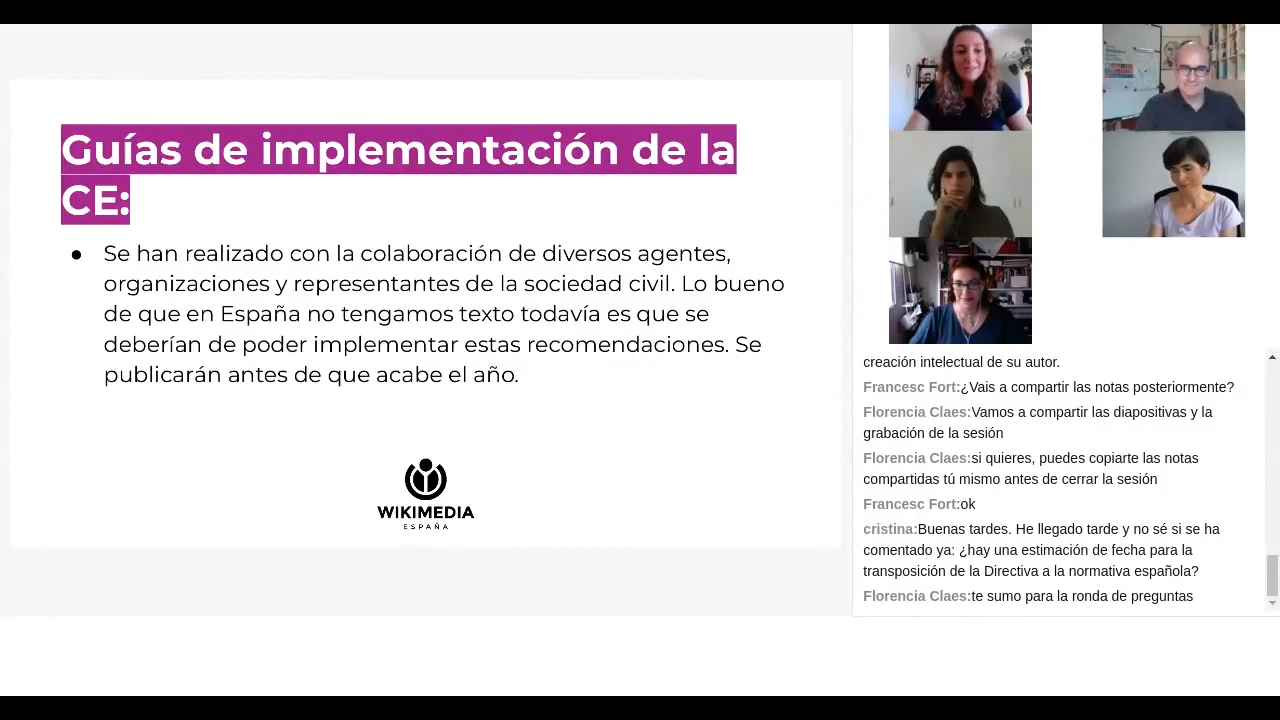 Guías de implementación de la
CE:
● Se han realizado con la colaboración de diversos agentes,
organizaciones y representantes de la sociedad civil. Lo bueno
de que en España no tengamos texto todavía es que se
deberían de poder implementar estas recomendaciones. Se
publicarán antes de que acabe el año.
WIKIMEDIA
ESPAÑA
creación intelectual de su autor.
Francesc Fort:¿Vais a compartir las notas posteriormente?
Florencia Claes:Vamos a compartir las diapositivas y la
grabación de la sesión
Florencia Claes:si quieres, puedes copiarte las notas
compartidas tú mismo antes de cerrar la sesión
Francesc Fort:ok
cristina:Buenas tardes. He llegado tarde y no sé si se ha
comentado ya: ¿hay una estimación de fecha para la
transposición de la Directiva a la normativa española?
Florencia Claes:te sumo para la ronda de preguntas